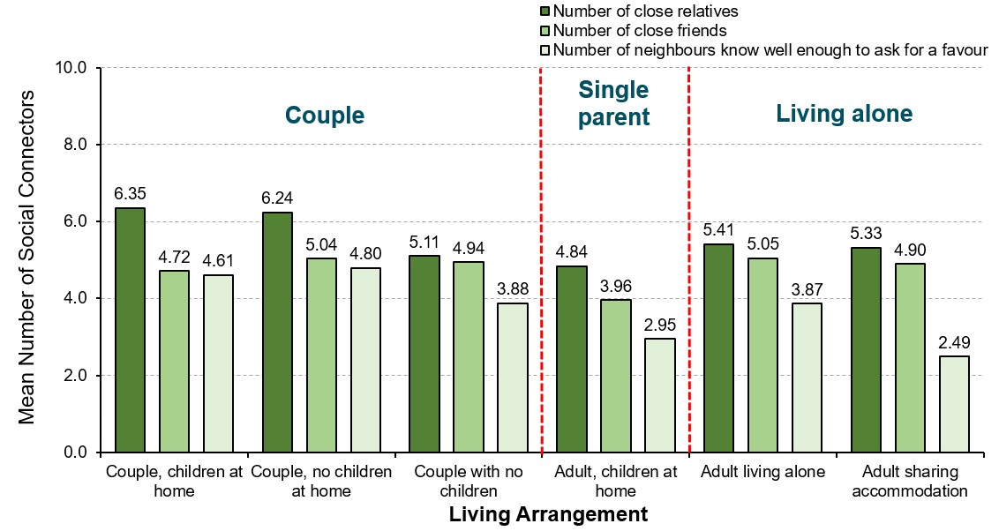 Number of close relatives
Number of close friends
Number of neighbours know well enough to ask for a favour
Mean Number of Social Connectors
10.0
8.0
6.0
4.0
2.0
0.0
Couple
Single
parent
Living alone
6.35
4.72
4.61
6.24
5.04
4.80
5.11
4.94
3.88
4.84
3.96
2.95
5.41
5.05
3.87
5.33
4.90
2.49
Couple, children at
home
Couple, no children
at home
Couple with no
children
Adult, children at
home
Adult living alone
Adult sharing
accommodation
Living Arrangement